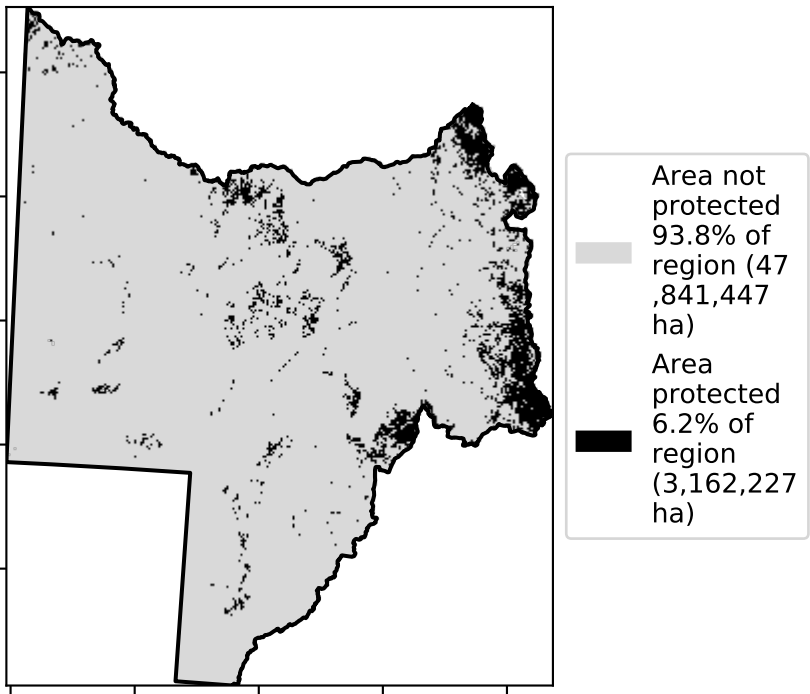 Area not
protected
93.8% of
region (47
,841,447
ha)
Area
protected
6.2% of
region
(3,162,227
ha)